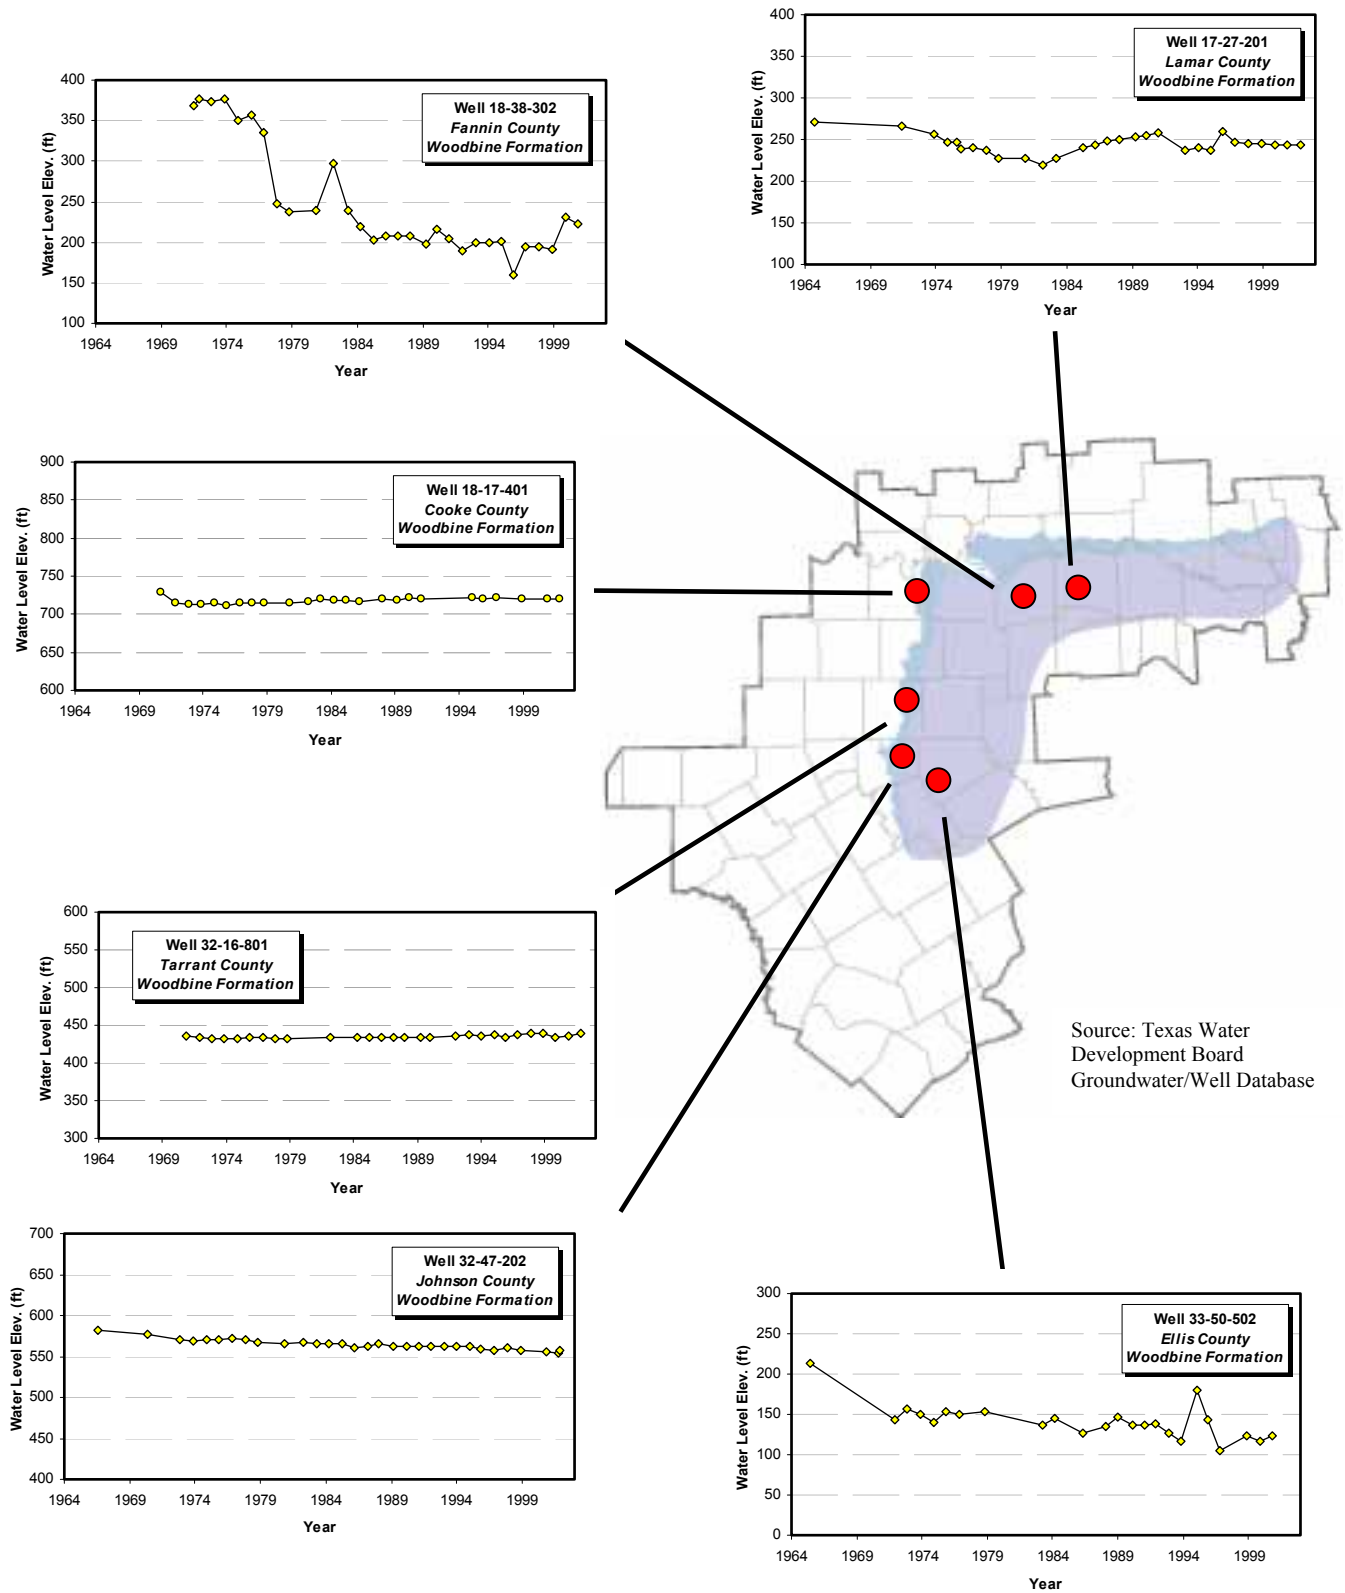 400
350
300
250
200
150
100
Water Level Elev. (ft)
Well 18-38-302
Fannin County
Woodbine Formation
1964 1969 1974 1979 1984 1989 1994 1999
Year
400
350
300
250
200
150
100
Water Level Elev. (ft)
Well 17-27-201
Lamar County
Woodbine Formation
1964 1969 1974 1979 1984 1989 1994 1999
Year
900
850
800
750
700
650
600
Water Level Elev. (ft)
Well 18-17-401
Cooke County
Woodbine Formation
1964 1969 1974 1979 1984 1989 1994 1999
Year
600
550
500
450
400
350
300
Water Level Elev. (ft)
Well 32-16-801
Tarrant County
Woodbine Formation
1964 1969 1974 1979 1984 1989 1994 1999
Year
Source: Texas Water
Development Board
Groundwater/Well Database
700
650
600
550
500
450
400
Water Level Elev. (ft)
Well 32-47-202
Johnson County
Woodbine Formation
1964 1969 1974 1979 1984 1989 1994 1999
Year
300
250
200
150
100
50
0
Water Level Elev. (ft)
Well 33-50-502
Ellis County
Woodbine Formation
1964 1969 1974 1979 1984 1989 1994 1999
Year